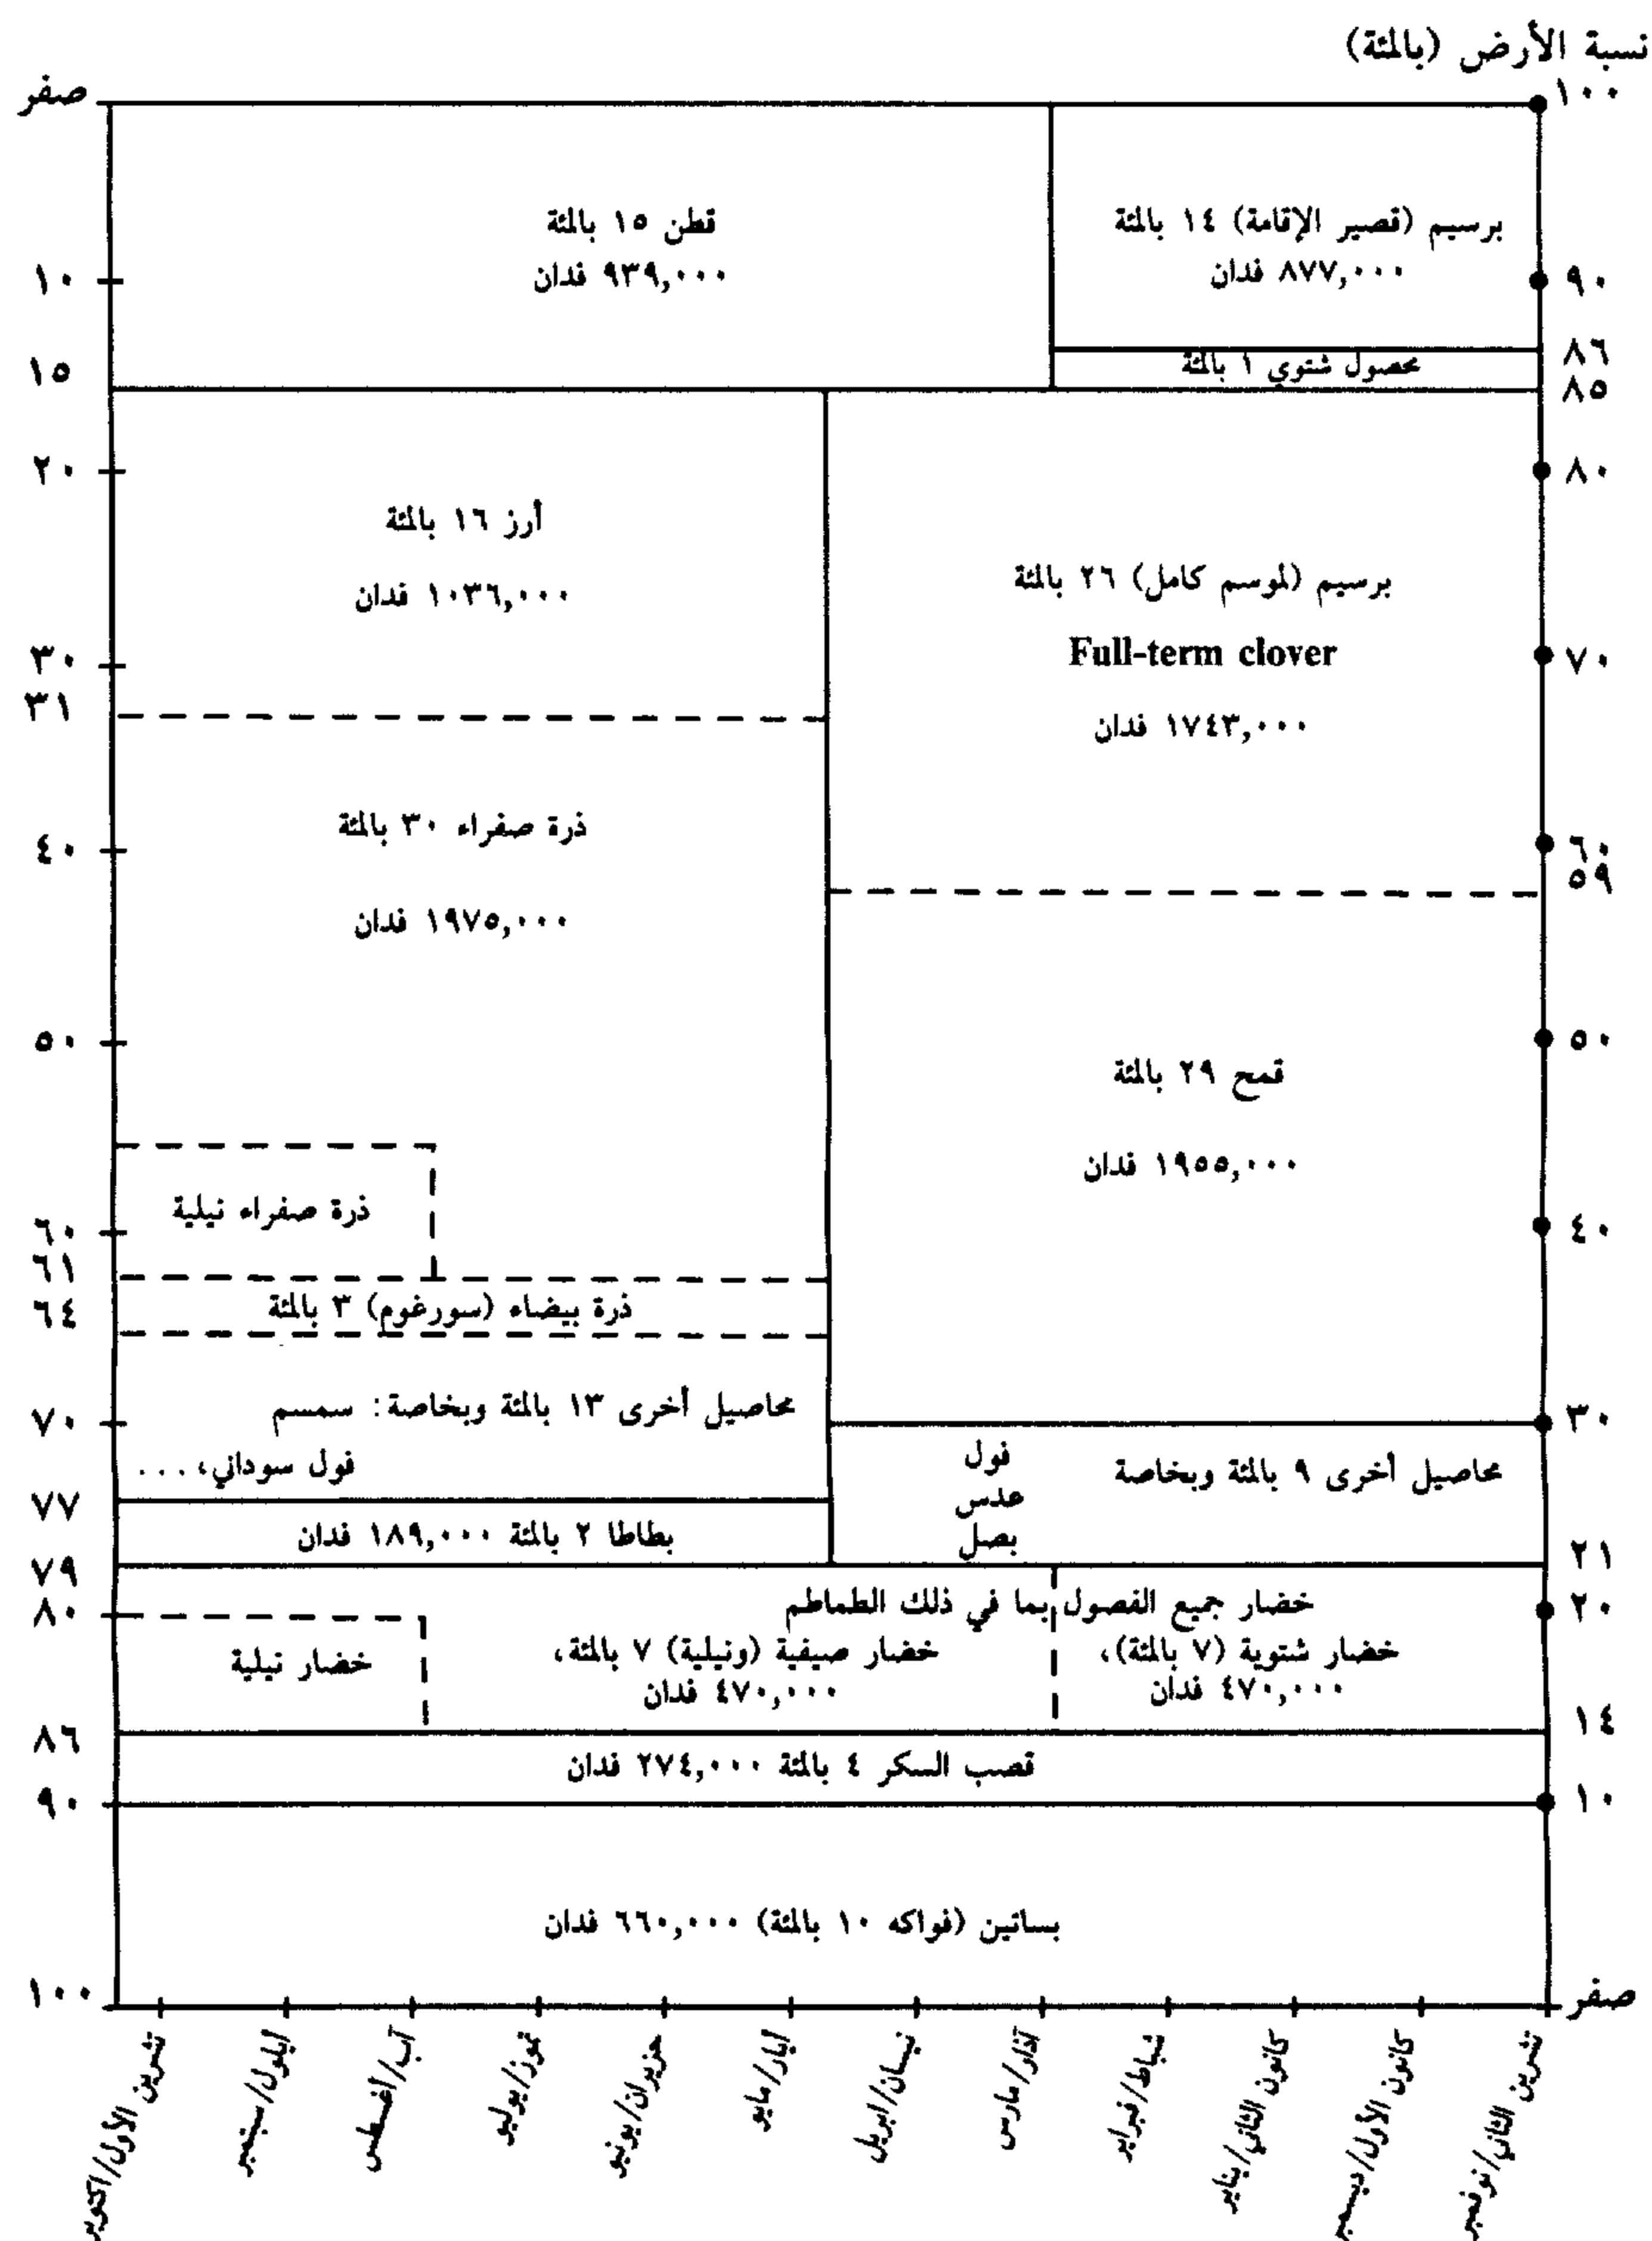 نسبة الأرض (بالمئة)
صفر
١٠
١٥
٢٠
٣٠
٣١
٤٠
٥٠
٦٠
٦١
٦٤
٧٠
٧٧
٧٩
٨٠
٨٦
٩٠
١٠٠
١٠٠
٩٠
٨٦
٨٥
٨٠
٧٠
٦٠
٥٩
٥٠
٤٠
٣٠
٢١
٢٠
١٤
١٠
صفر
برسيم (قصير الإقامة) ١٤ بالمئة
٨٧٧,٠٠٠ فدان
محصول شتوي ١ بالمئة
قطن ١٥ بالمئة
٩٣٩,٠٠٠ فدان
برسيم (لموسم كامل) ٢٦ بالمئة
Full-term clover
١٧٤٣,٠٠٠ فدان
أرز ١٦ بالمئة
١٠٣٦,٠٠٠ فدان
ذرة صفراء ٣٠ بالمئة
١٩٧٥,٠٠٠ فدان
قمح ٢٩ بالمئة
١٩٥٥,٠٠٠ فدان
ذرة صفراء نيلية
ذرة بيضاء (سورغوم) ٣ بالمئة
محاصيل أخرى ١٣ بالمئة وبخاصة: سمسم
فول سوداني، ...
بطاطا ٢ بالمئة ١٨٩,٠٠٠ فدان
محاصيل أخرى ٩ بالمئة وبخاصة
فول
عدس
بصل
خضار جميع الفصول بما في ذلك الطماطم
خضار شتوية (٧ بالمئة)،
٤٧٠,٠٠٠ فدان
خضار صيفية (ونيلية) ٧ بالمئة،
٤٧٠,٠٠٠ فدان
خضار نيلية
قصب السكر ٤ بالمئة ٢٧٤,٠٠٠ فدان
بساتين (فواكه ١٠ بالمئة) ٦٦٠,٠٠٠ فدان
تشرين الثاني/نوفمبر
كانون الأول/ديسمبر
كانون الثاني/يناير
شباط/فبراير
آذار/مارس
نيسان/ابريل
أيار/مايو
حزيران/يونيو
تموز/يوليو
آب/أغسطس
أيلول/سبتمبر
تشرين الأول/اكتوبر